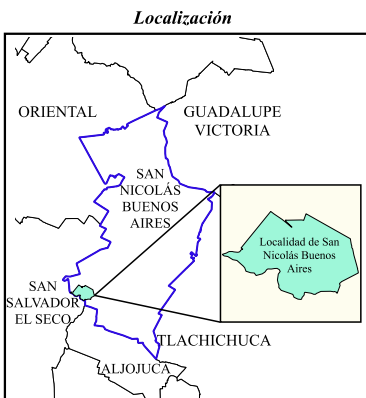 Localización
ORIENTAL
GUADALUPE
VICTORIA
SAN
NICOLÁS
BUENOS
AIRES
Localidad de San
Nicolás Buenos
Aires
SAN
SALVADOR
EL SECO
TLACHICHUCA
ALJOJUCA